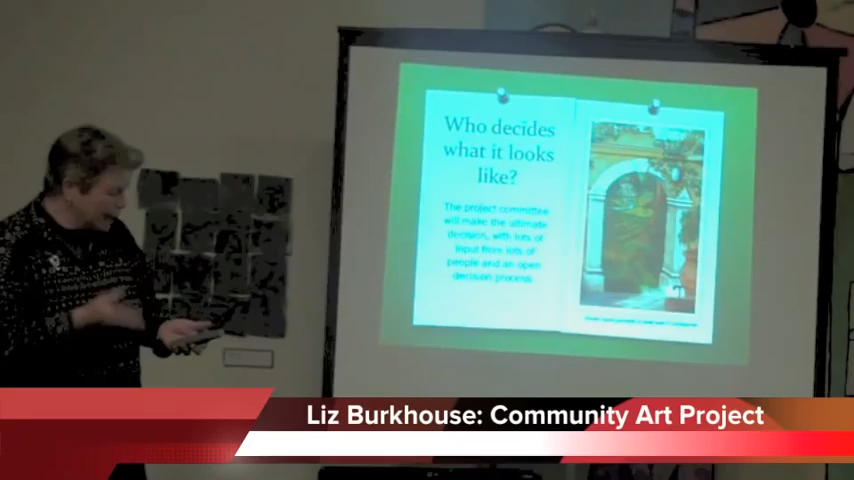 Who decides
what it looks
like?
The project committee
will make the ultimate
decision, with lots of
input from lots of
people and an open
decision process.
Liz Burkhouse: Community Art Project